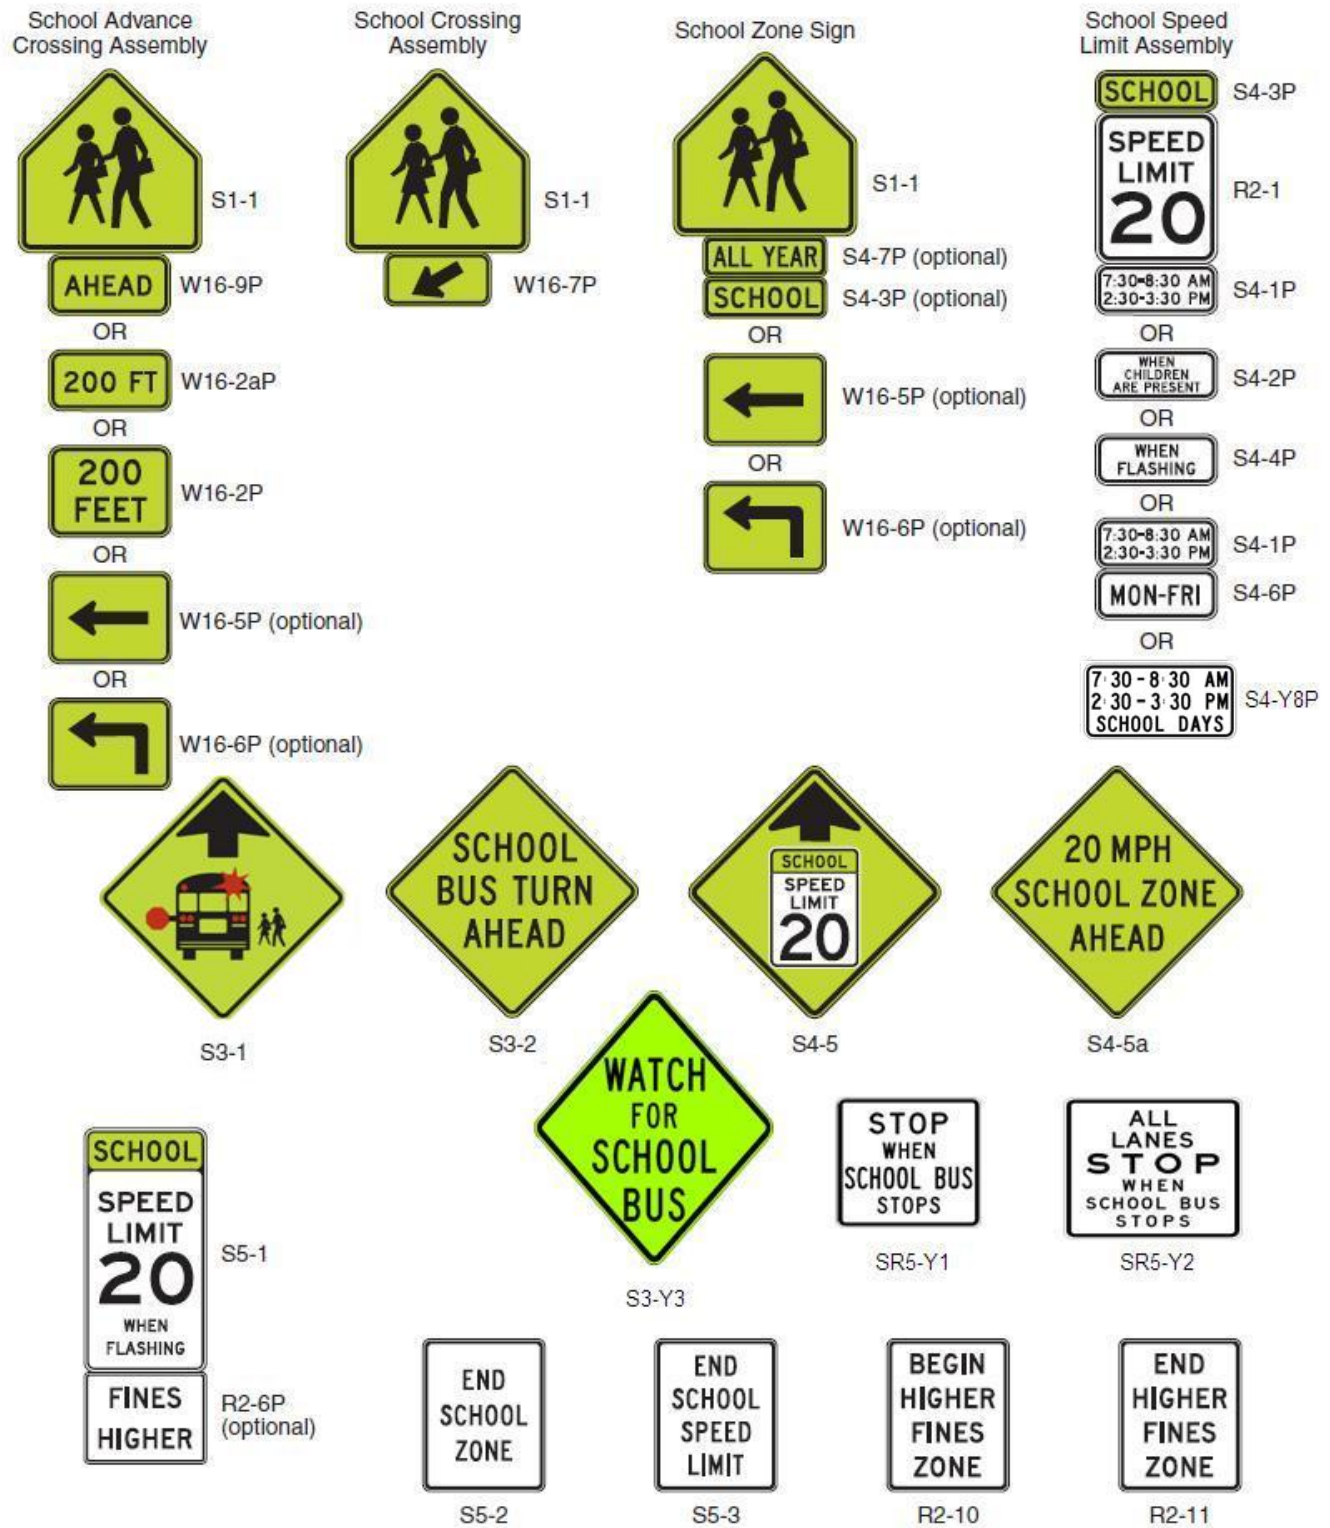 School Advance
Crossing Assembly
S1-1
AHEAD
W16-9P
OR
200 FT
W16-2aP
OR
200
FEET
W16-2P
OR
W16-5P (optional)
OR
W16-6P (optional)
School Crossing
Assembly
S1-1
W16-7P
School Zone Sign
S1-1
ALL YEAR
S4-7P (optional)
SCHOOL
S4-3P (optional)
OR
W16-5P (optional)
OR
W16-6P (optional)
School Speed
Limit Assembly
SCHOOL
S4-3P
SPEED
LIMIT
20
R2-1
7:30-8:30 AM
2:30-3:30 PM
S4-1P
OR
WHEN
CHILDREN
ARE PRESENT
S4-2P
OR
WHEN
FLASHING
S4-4P
OR
7:30-8:30 AM
2:30-3:30 PM
S4-1P
MON-FRI
S4-6P
OR
7:30-8:30 AM
2:30-3:30 PM
SCHOOL DAYS
S4-Y8P
S3-1
SCHOOL
BUS TURN
AHEAD
S3-2
SCHOOL
SPEED
LIMIT
20
S4-5
20 MPH
SCHOOL ZONE
AHEAD
S4-5a
SCHOOL
SPEED
LIMIT
20
WHEN
FLASHING
S5-1
FINES
HIGHER
R2-6P
(optional)
WATCH
FOR
SCHOOL
BUS
S3-Y3
STOP
WHEN
SCHOOL BUS
STOPS
SR5-Y1
ALL
LANES
STOP
WHEN
SCHOOL BUS
STOPS
SR5-Y2
END
SCHOOL
ZONE
S5-2
END
SCHOOL
SPEED
LIMIT
S5-3
BEGIN
HIGHER
FINES
ZONE
R2-10
END
HIGHER
FINES
ZONE
R2-11